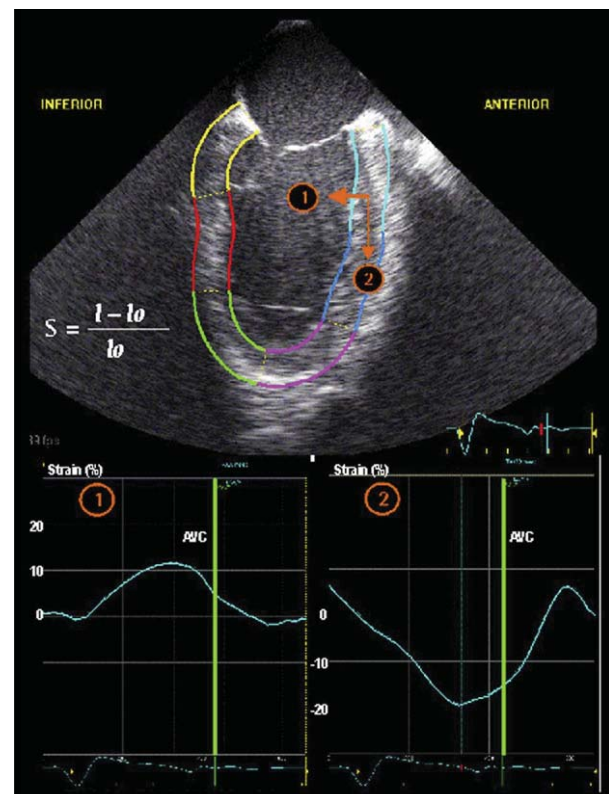 INFERIOR
ANTERIOR
1
2
S = l – lo
lo
Strain (%)
1
AVC
20
10
0
Strain (%)
2
AVC
0
-10
-20